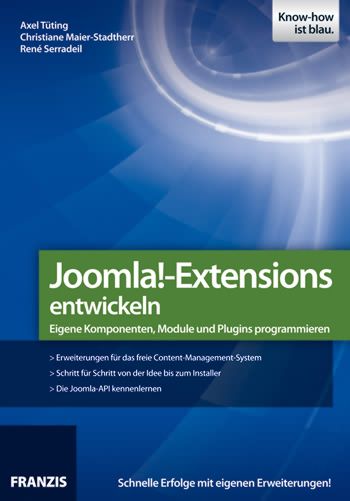 Axel Tüting
Christiane Maier-Stadtherr
René Serradeil
Know-how
ist blau.
Joomla!-Extensions
entwickeln
Eigene Komponenten, Module und Plugins programmieren
> Erweiterungen für das freie Content-Management-System
> Schritt für Schritt von der Idee bis zum Installer
> Die Joomla-API kennenlernen
FRANZIS
Schnelle Erfolge mit eigenen Erweiterungen!